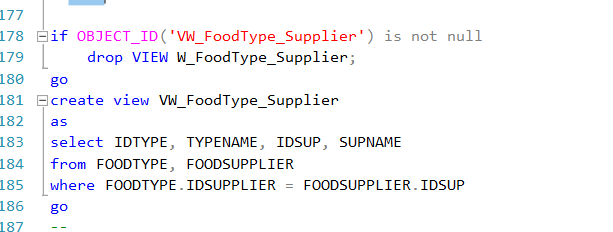 177
178 if OBJECT_ID('VW_FoodType_Supplier') is not null
179 drop VIEW W_FoodType_Supplier;
180 go
181 create view VW_FoodType_Supplier
182 as
183 select IDTYPE, TYPENAME, IDSUP, SUPNAME
184 from FOODTYPE, FOODSUPPLIER
185 where FOODTYPE.IDSUPPLIER = FOODSUPPLIER.IDSUP
186 go
187 --